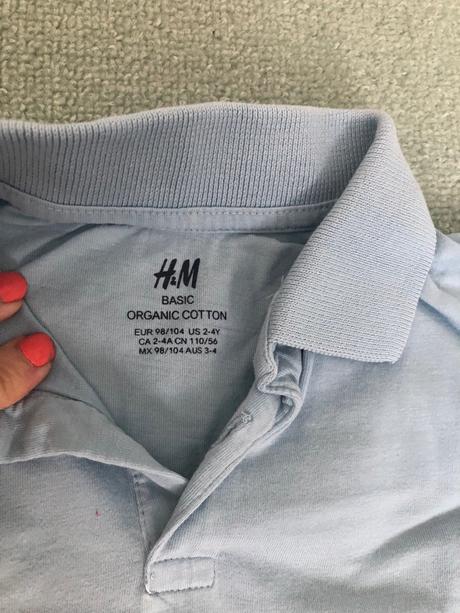 H&M
BASIC
ORGANIC COTTON
EUR 98/104 US 2-4Y
CA 2-4A CN 110/56
MX 98/104 AUS 3-4